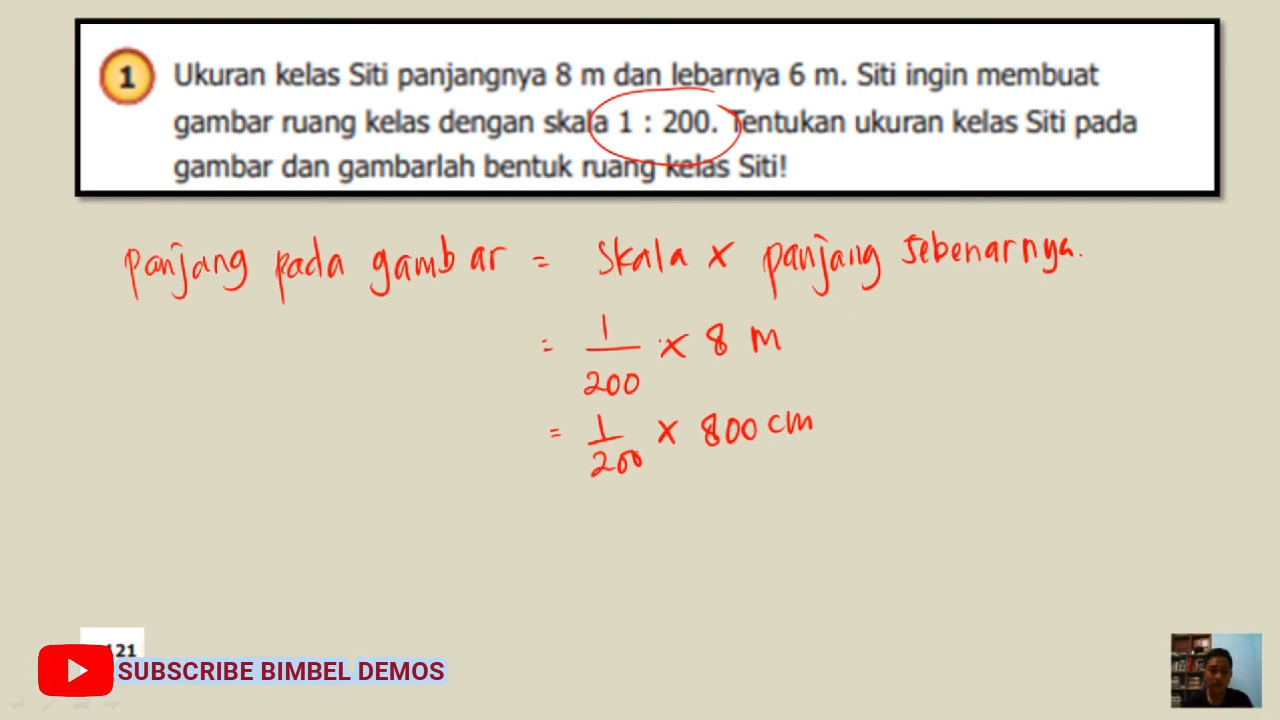 1
Ukuran kelas Siti panjangnya 8 m dan lebarnya 6 m. Siti ingin membuat
gambar ruang kelas dengan skala 1 : 200. Tentukan ukuran kelas Siti pada
gambar dan gambarlah bentuk ruang kelas Siti!
Panjang pada gambar = skala x panjang sebenarnya.
= 1/200 x 8 m
= 1/200 x 800 cm
121
SUBSCRIBE BIMBEL DEMOS